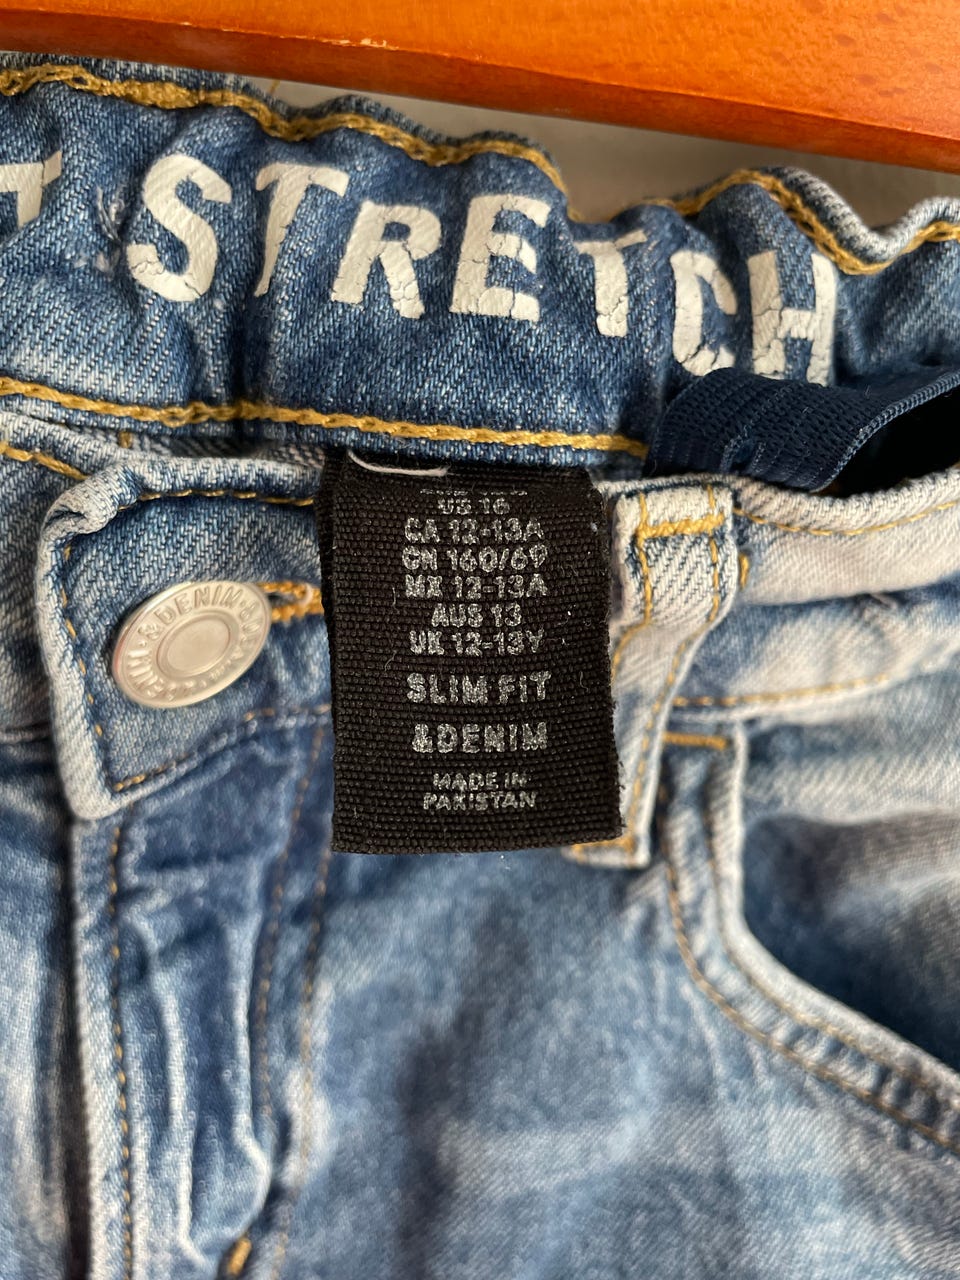 STRETCH
US 16
CA 12-13A
CN 160/69
MX 12-13A
AUS 13
UK 12-13Y
SLIM FIT
&DENIM
MADE IN
PAKISTAN
&DENIM